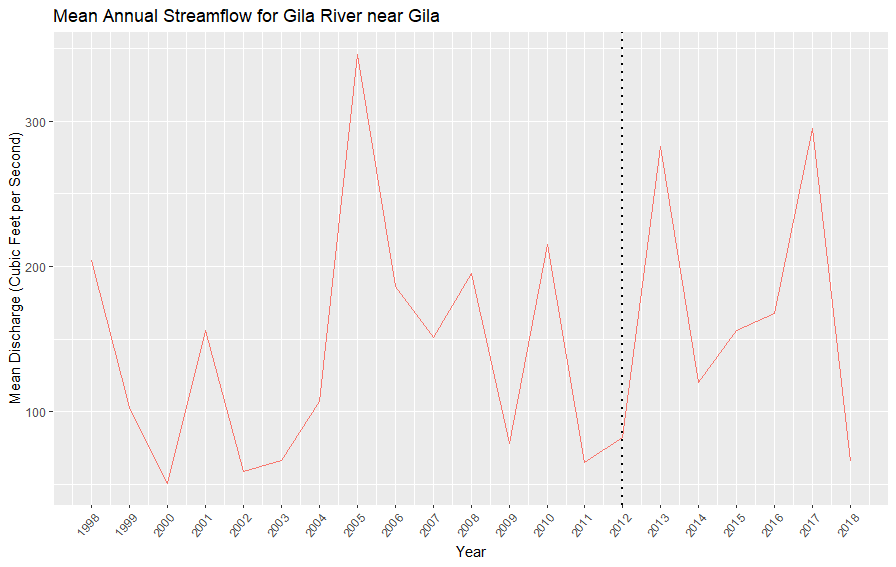 Mean Annual Streamflow for Gila River near Gila
Mean Discharge (Cubic Feet per Second)
300
200
100
1998 1999 2000 2001 2002 2003 2004 2005 2006 2007 2008 2009 2010 2011 2012 2013 2014 2015 2016 2017 2018
Year